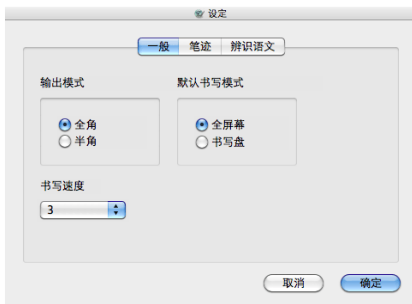 设定
一般 笔迹 辨识语文
输出模式 默认书写模式
全角 全屏幕
半角 书写盘
书写速度
3
取消 确定